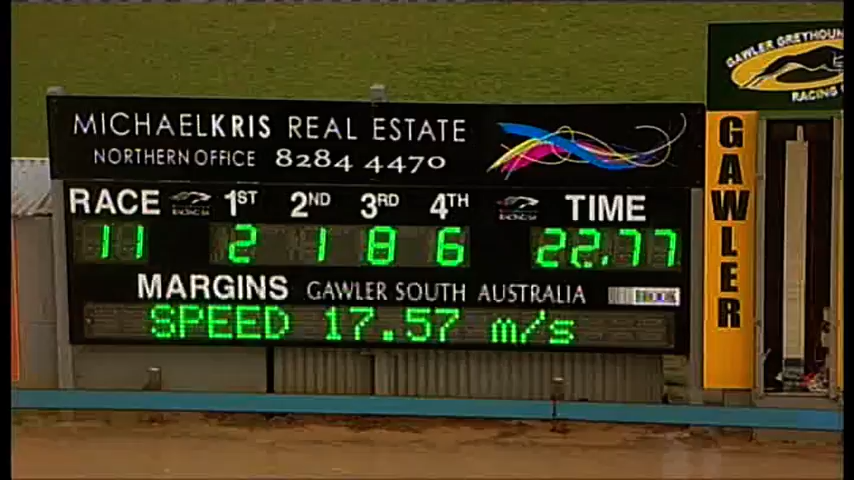 GAWLER GREYHOUN
RACING
MICHAELKRIS REAL ESTATE
NORTHERN OFFICE 8284 4470
RACE 1ST 2ND 3RD 4TH TIME
11 2 1 8 6 22.77
MARGINS GAWLER SOUTH AUSTRALIA
SPEED 17.57 m/s
GAWLER